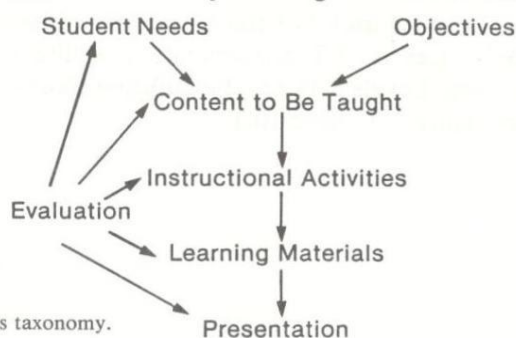 Student Needs Objectives
Content to Be Taught
Instructional Activities
Evaluation
Learning Materials
s taxonomy.
Presentation